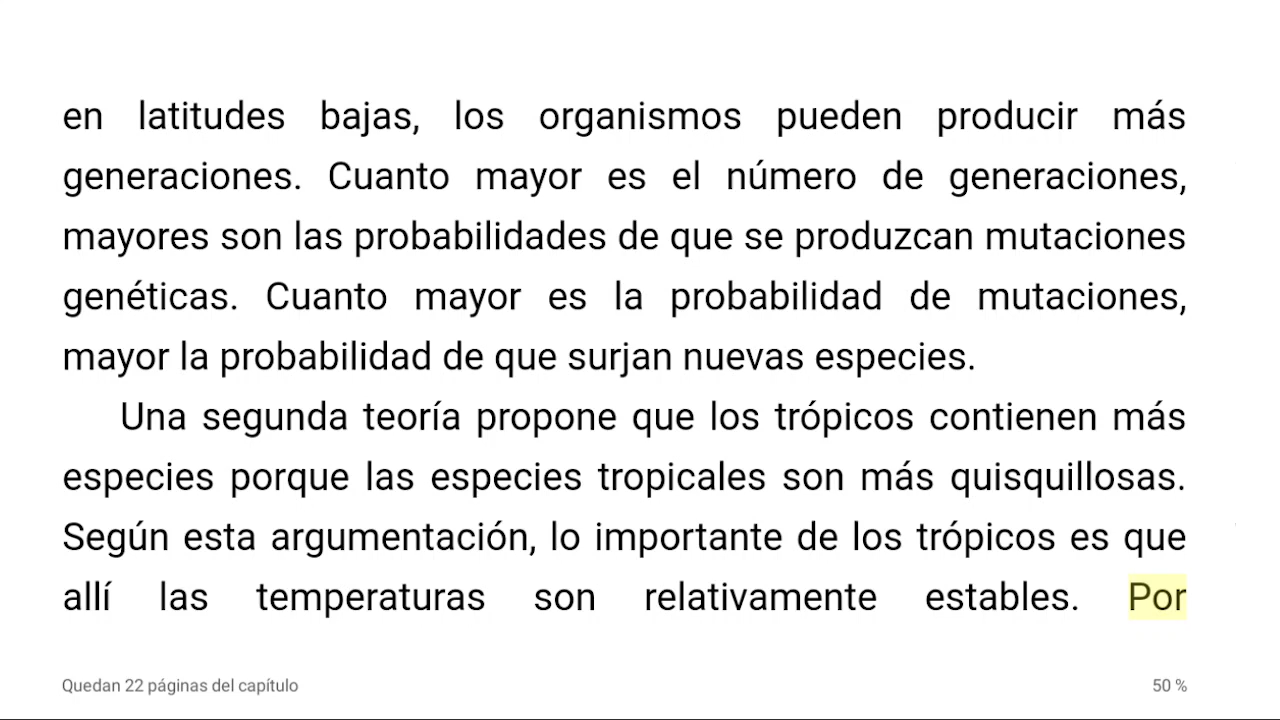 en latitudes bajas, los organismos pueden producir más
generaciones. Cuanto mayor es el número de generaciones,
mayores son las probabilidades de que se produzcan mutaciones
genéticas. Cuanto mayor es la probabilidad de mutaciones,
mayor la probabilidad de que surjan nuevas especies.
Una segunda teoría propone que los trópicos contienen más
especies porque las especies tropicales son más quisquillosas.
Según esta argumentación, lo importante de los trópicos es que
allí las temperaturas son relativamente estables. Por
Quedan 22 páginas del capítulo 50 %